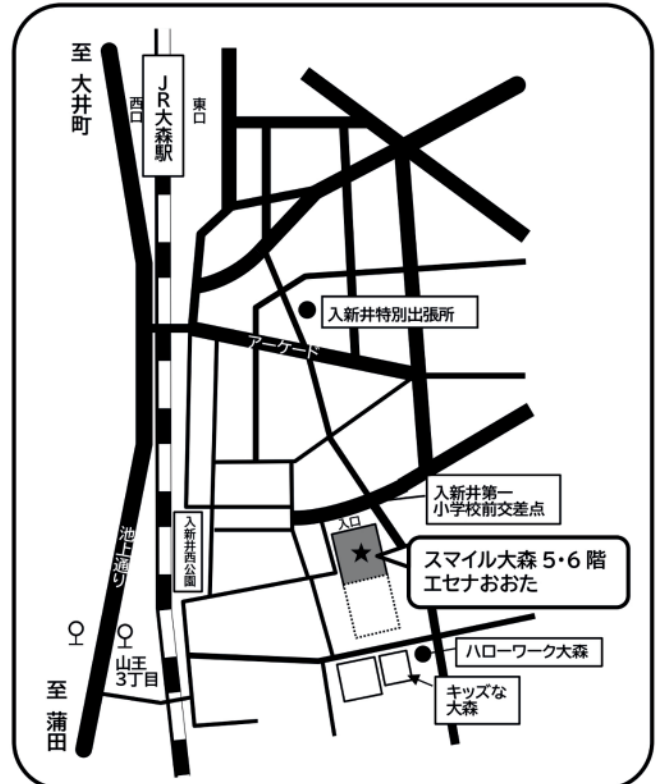 至 大井町
西口
JR大森駅
東口
入新井特別出張所
アーケード
入新井第一
小学校前交差点
入口
スマイル大森 5・6 階
エセナおおた
入新井西公園
池上通り
山王
3丁目
ハローワーク大森
キッズな
大森
至 蒲田